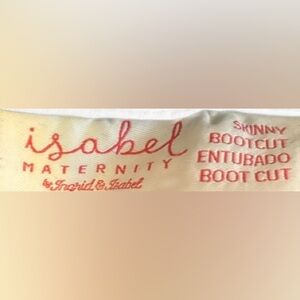 isabel
MATERNITY
by Ingrid & Isabel
SKINNY
BOOTCUT
ENTUBADO
BOOT CUT